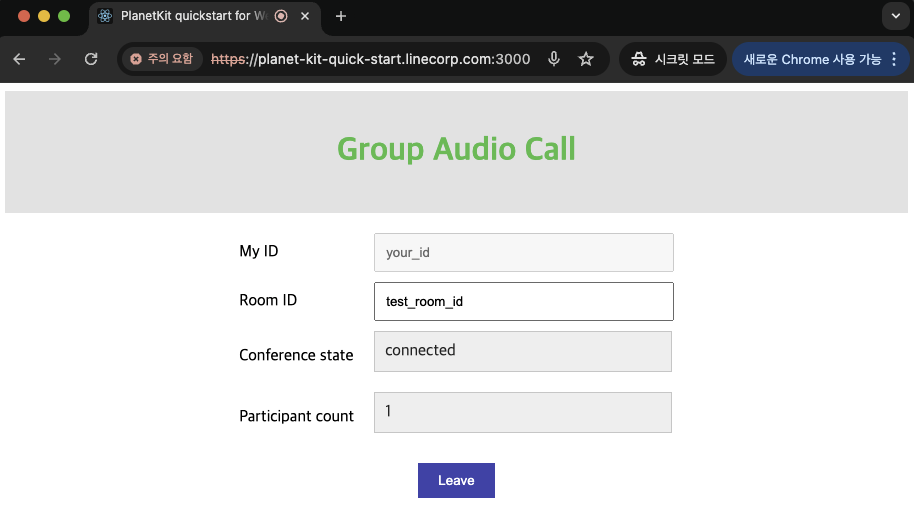 PlanetKit quickstart for W
주의 요함
https://planet-kit-quick-start.linecorp.com:3000
시크릿 모드
새로운 Chrome 사용 가능
Group Audio Call
My ID
your_id
Room ID
test_room_id
Conference state
connected
Participant count
1
Leave